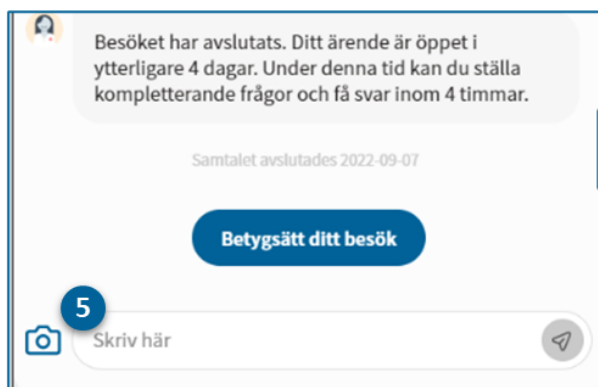 Besöket har avslutats. Ditt ärende är öppet i
ytterligare 4 dagar. Under denna tid kan du ställa
kompletterande frågor och få svar inom 4 timmar.
Samtalet avslutades 2022-09-07
Betygsätt ditt besök
5
Skriv här